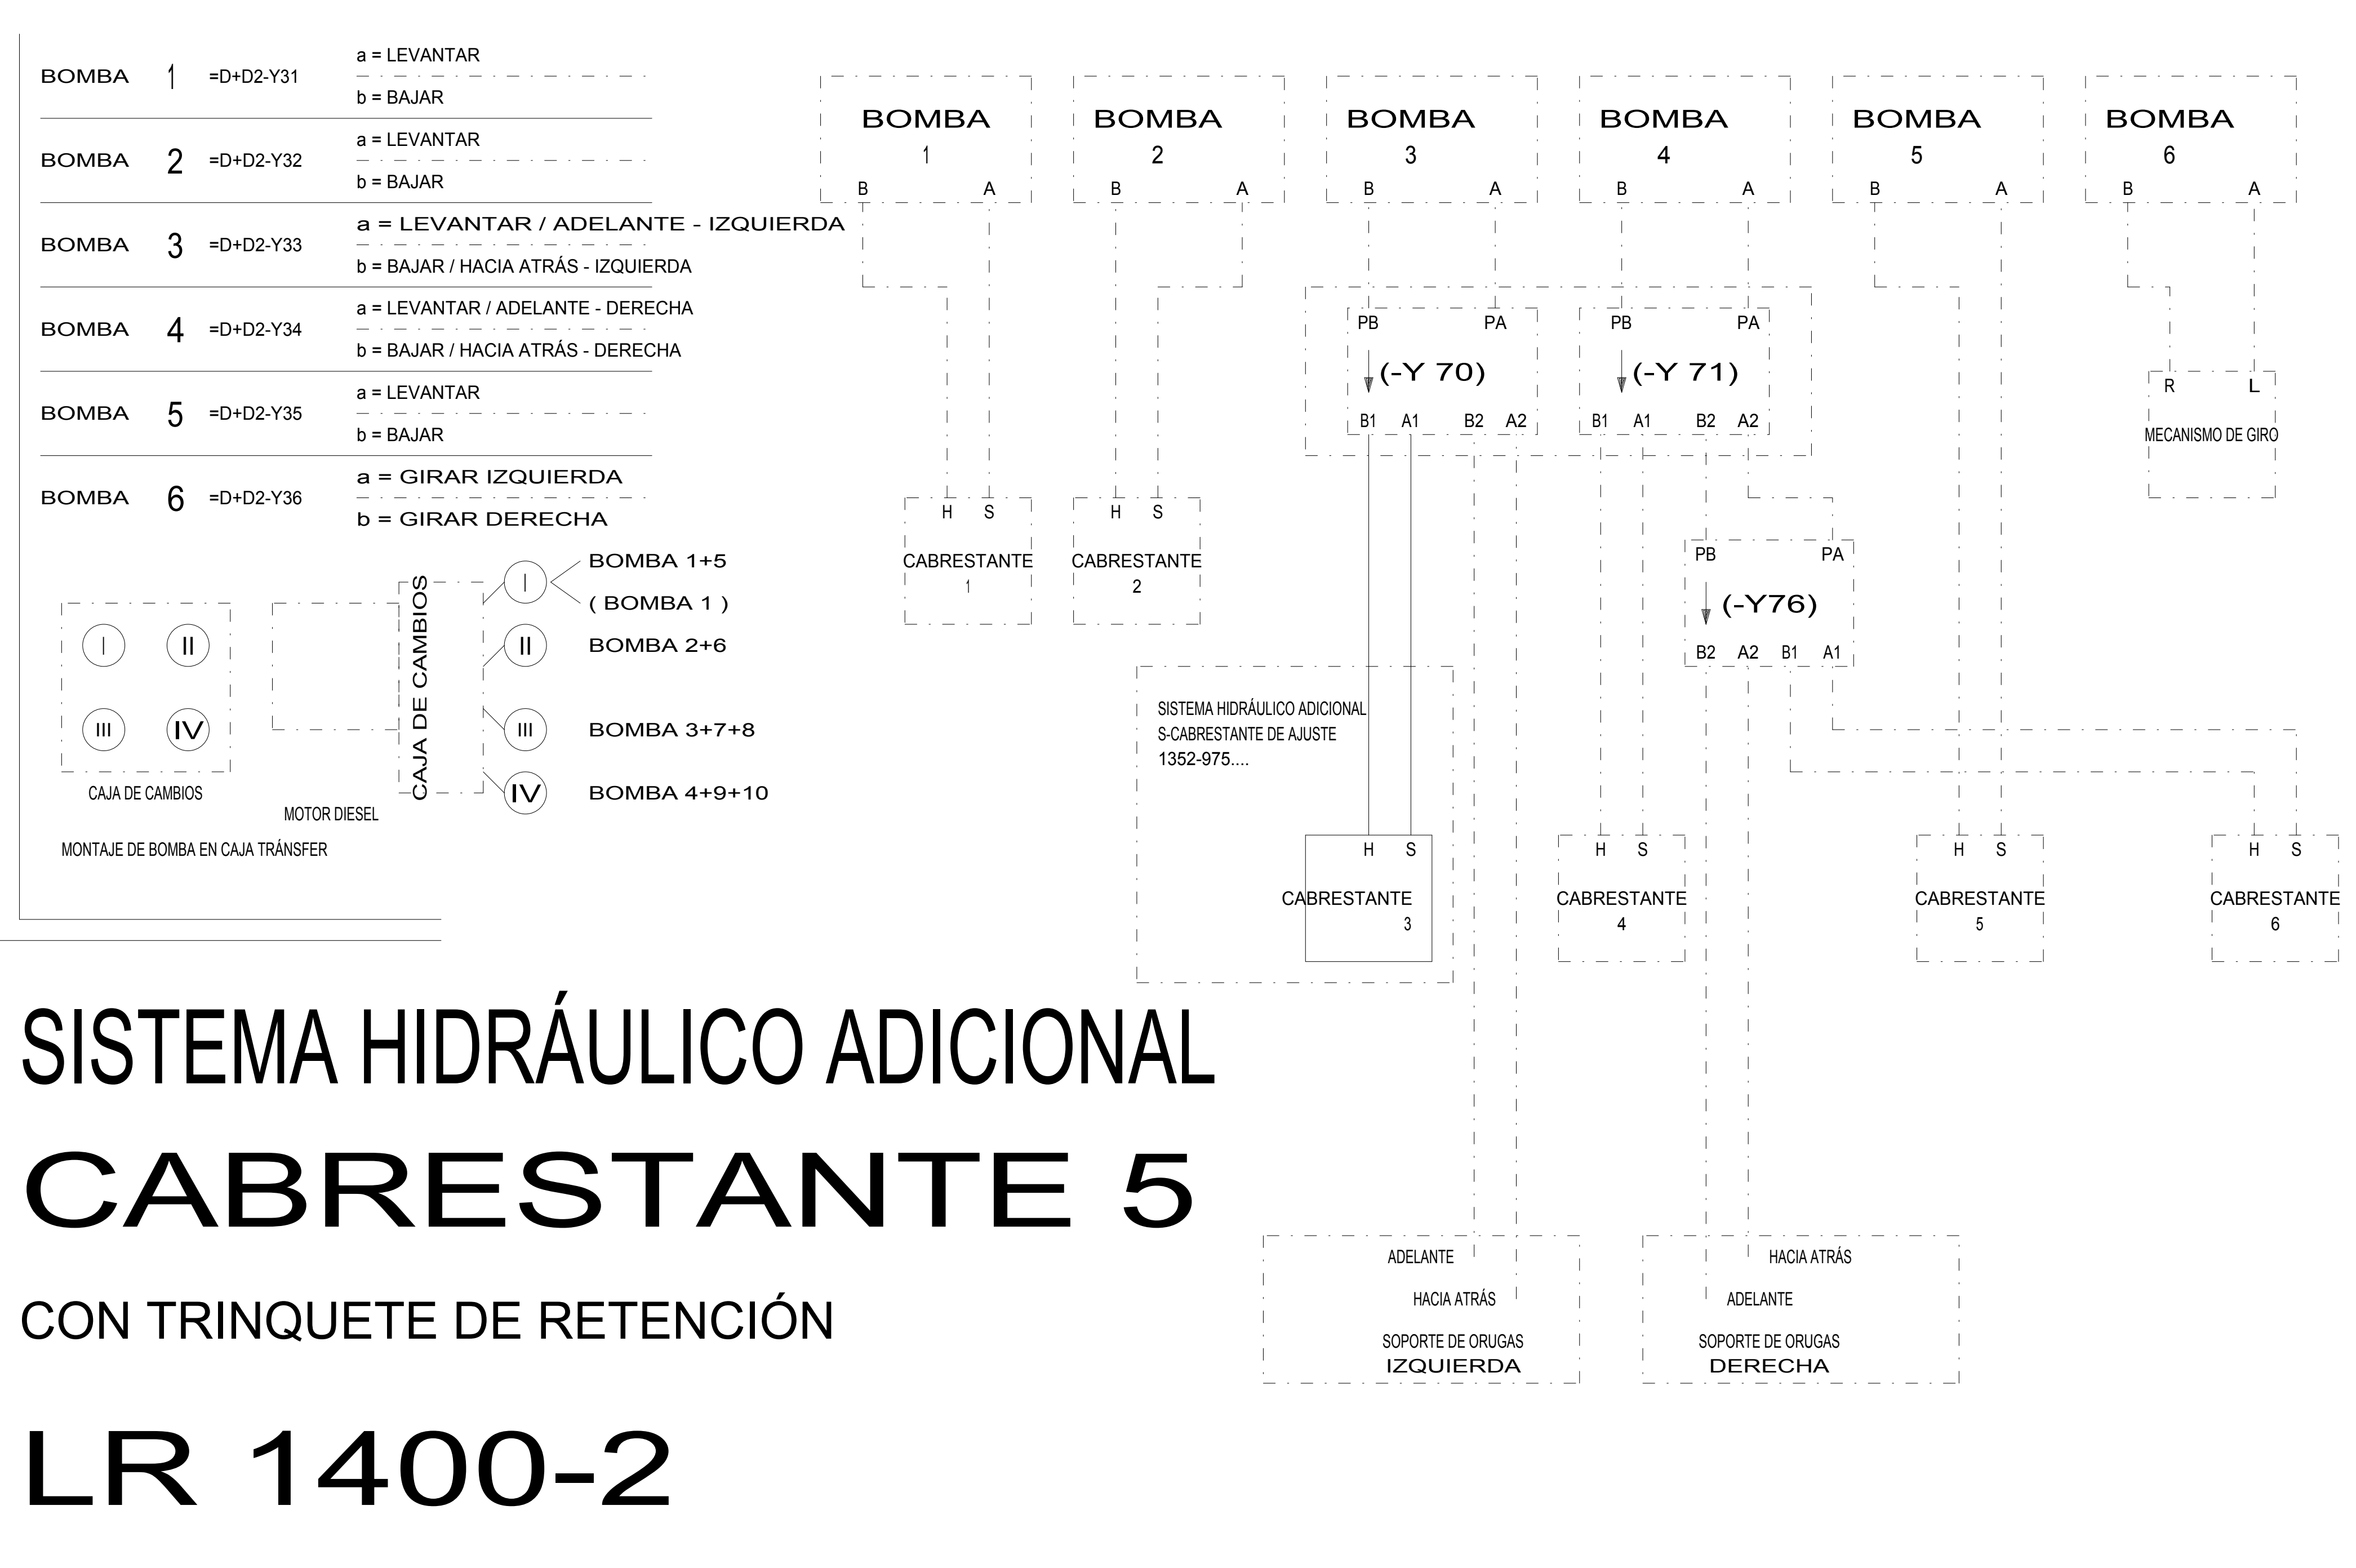 a = LEVANTAR
BOMBA 1 =D+D2-Y31
b = BAJAR
a = LEVANTAR
BOMBA 2 =D+D2-Y32
b = BAJAR
a = LEVANTAR / ADELANTE - IZQUIERDA
BOMBA 3 =D+D2-Y33
b = BAJAR / HACIA ATRÁS - IZQUIERDA
a = LEVANTAR / ADELANTE - DERECHA
BOMBA 4 =D+D2-Y34
b = BAJAR / HACIA ATRÁS - DERECHA
a = LEVANTAR
BOMBA 5 =D+D2-Y35
b = BAJAR
a = GIRAR IZQUIERDA
BOMBA 6 =D+D2-Y36
b = GIRAR DERECHA
I II
III IV
CAJA DE CAMBIOS
MOTOR DIESEL
CAJA DE CAMBIOS
I
BOMBA 1+5
( BOMBA 1 )
II BOMBA 2+6
III BOMBA 3+7+8
IV BOMBA 4+9+10
MONTAJE DE BOMBA EN CAJA TRÁNSFER
BOMBA
1
B A
BOMBA
2
B A
BOMBA
3
B A
BOMBA
4
B A
BOMBA
5
B A
BOMBA
6
B A
PB PA
(-Y 70)
B1 A1 B2 A2
PB PA
(-Y 71)
B1 A1 B2 A2
R L
MECANISMO DE GIRO
H S
CABRESTANTE
1
H S
CABRESTANTE
2
PB PA
(-Y76)
B2 A2 B1 A1
SISTEMA HIDRÁULICO ADICIONAL
S-CABRESTANTE DE AJUSTE
1352-975....
H S
CABRESTANTE
3
H S
CABRESTANTE
4
H S
CABRESTANTE
5
H S
CABRESTANTE
6
ADELANTE
HACIA ATRÁS
SOPORTE DE ORUGAS
IZQUIERDA
HACIA ATRÁS
ADELANTE
SOPORTE DE ORUGAS
DERECHA
SISTEMA HIDRÁULICO ADICIONAL
CABRESTANTE 5
CON TRINQUETE DE RETENCIÓN
LR 1400-2